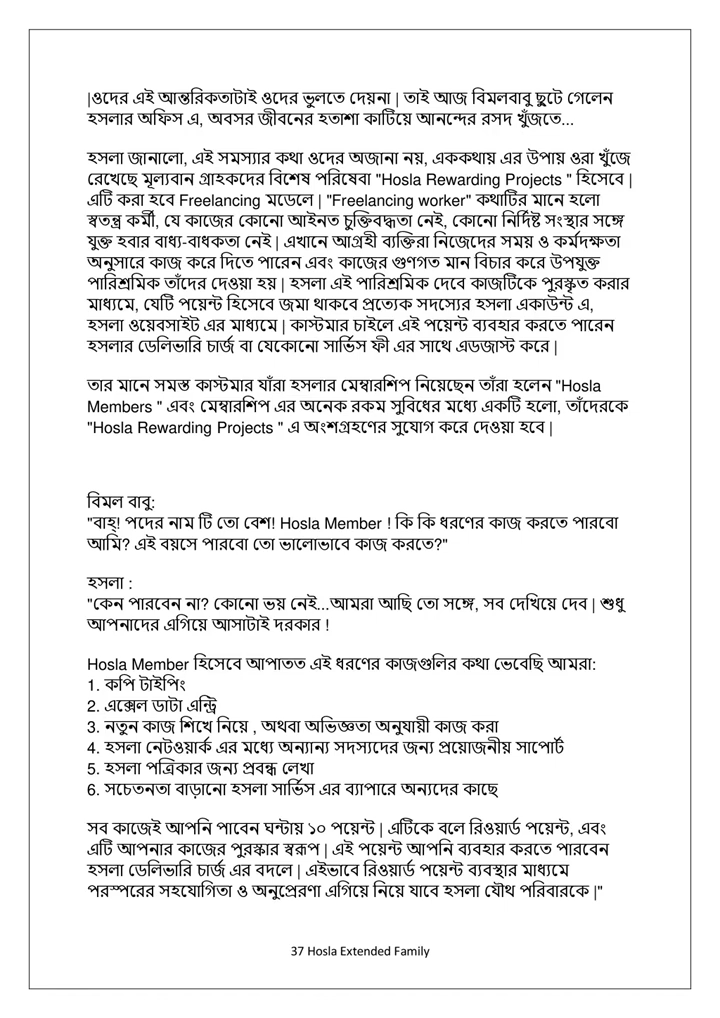 |ওদের এই আন্তরিকতাটাই ওদের ভুলতে দেয়না | তাই আজ বিমলবাবু ছুটে গেলেন
হসলার অফিস এ, অবসর জীবনের হতাশা কাটিয়ে আনন্দের রসদ খুঁজতে...
হসলা জানালো, এই সমস্যার কথা ওদের অজানা নয়, এককথায় এর উপায় ওরা খুঁজে
রেখেছে মূল্যবান গ্রাহকদের বিশেষ পরিষেবা "Hosla Rewarding Projects " হিসেবে |
এটি করা হবে Freelancing মডেলে | "Freelancing worker" কথাটির মানে হলো
স্বতন্ত্র কর্মী, যে কাজের কোনো আইনত চুক্তিবদ্ধতা নেই, কোনো নির্দিষ্ট সংস্থার সঙ্গে
যুক্ত হবার বাধ্য-বাধকতা নেই | এখানে আগ্রহী ব্যক্তিরা নিজেদের সময় ও কর্মদক্ষতা
অনুসারে কাজ করে দিতে পারেন এবং কাজের গুণগত মান বিচার করে উপযুক্ত
পারিশ্রমিক তাঁদের দেওয়া হয় | হসলা এই পারিশ্রমিক দেবে কাজটিকে পুরস্কৃত করার
মাধ্যমে, যেটি পয়েন্ট হিসেবে জমা থাকবে প্রত্যেক সদস্যের হসলা একাউন্ট এ,
হসলা ওয়েবসাইট এর মাধ্যমে | কাস্টমার চাইলে এই পয়েন্ট ব্যবহার করতে পারেন
হসলার ডেলিভারি চার্জ বা যেকোনো সার্ভিস ফী এর সাথে এডজাস্ট করে |
তার মানে সমস্ত কাস্টমার যাঁরা হসলার মেম্বারশিপ নিয়েছেন তাঁরা হলেন "Hosla
Members " এবং মেম্বারশিপ এর অনেক রকম সুবিধের মধ্যে একটি হলো, তাঁদেরকে
"Hosla Rewarding Projects " এ অংশগ্রহণের সুযোগ করে দেওয়া হবে |
বিমল বাবু:
"বাহ্! পদের নাম টি তো বেশ! Hosla Member ! কি কি ধরণের কাজ করতে পারবো
আমি? এই বয়সে পারবো তো ভালোভাবে কাজ করতে?"
হসলা :
"কেন পারবেন না? কোনো ভয় নেই...আমরা আছি তো সঙ্গে, সব দেখিয়ে দেব | শুধু
আপনাদের এগিয়ে আসাটাই দরকার !
Hosla Member হিসেবে আপাতত এই ধরণের কাজগুলির কথা ভেবেছি আমরা:
1. কপি টাইপিং
2. এক্সেল ডাটা এন্ট্রি
3. নতুন কাজ শিখে নিয়ে , অথবা অভিজ্ঞতা অনুযায়ী কাজ করা
4. হসলা নেটওয়ার্ক এর মধ্যে অন্যান্য সদস্যদের জন্য প্রয়োজনীয় সাপোর্ট
5. হসলা পত্রিকার জন্য প্রবন্ধ লেখা
6. সচেতনতা বাড়ানো হসলা সার্ভিস এর ব্যাপারে অন্যদের কাছে
সব কাজেই আপনি পাবেন ঘন্টায় ১০ পয়েন্ট | এটিকে বলে রিওয়ার্ড পয়েন্ট, এবং
এটি আপনার কাজের পুরস্কার স্বরূপ | এই পয়েন্ট আপনি ব্যবহার করতে পারবেন
হসলা ডেলিভারি চার্জ এর বদলে | এইভাবে রিওয়ার্ড পয়েন্ট ব্যবস্থার মাধ্যমে
পরস্পরের সহযোগিতা ও অনুপ্রেরণা এগিয়ে নিয়ে যাবে হসলা যৌথ পরিবারকে |"
37 Hosla Extended Family